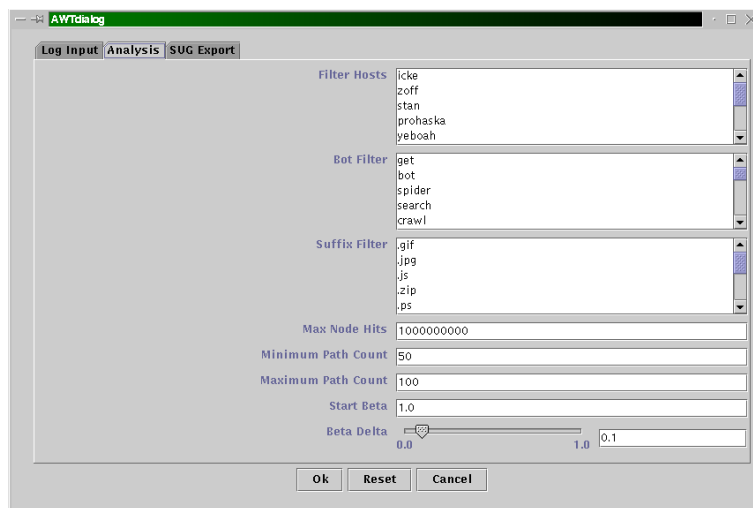 AWTdialog
Log Input Analysis SUG Export
Filter Hosts icke
zoff
stan
prohaska
yeboah
Bot Filter get
bot
spider
search
crawl
Suffix Filter .gif
.jpg
.js
.zip
.ps
Max Node Hits 1000000000
Minimum Path Count 50
Maximum Path Count 100
Start Beta 1.0
Beta Delta 0.1
0.0 1.0
Ok Reset Cancel